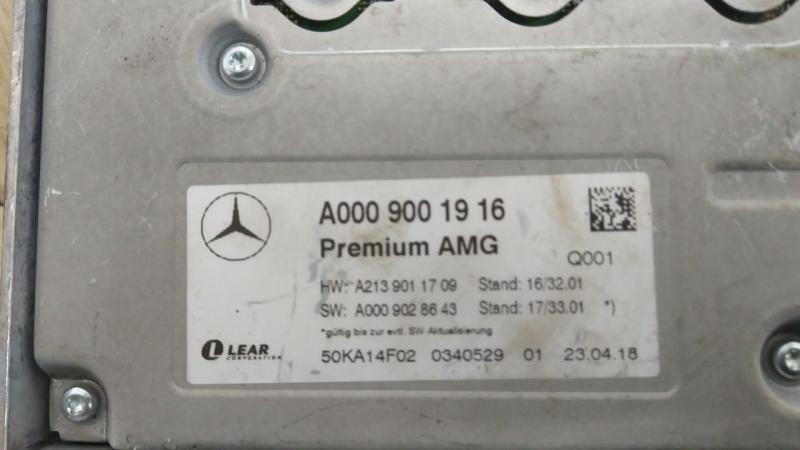 A000 900 19 16
Premium AMG
Q001
HW: A213 901 17 09 Stand: 16/32.01
SW: A000 902 86 43 Stand: 17/33.01 *)
*gültig bis zur evtl. SW Aktualisierung
LEAR
CORPORATION
50KA14F02 0340529 01 23.04.18